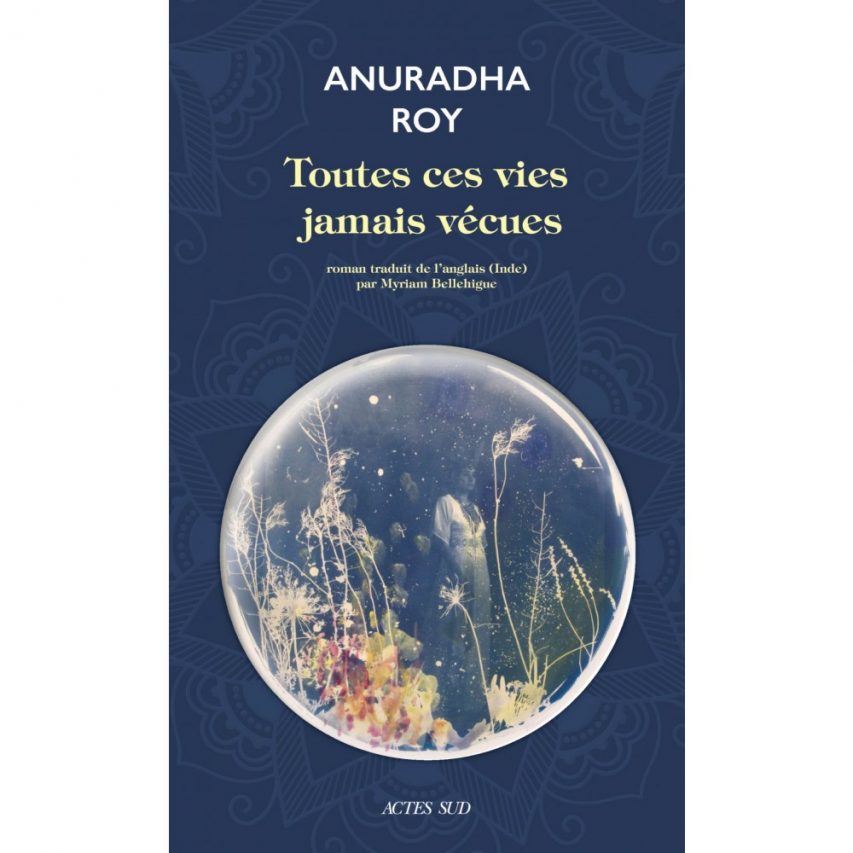 ANURADHA
ROY
Toutes ces vies
jamais vécues
roman traduit de l'anglais (Inde)
par Myriam Bellehigue
ACTES SUD